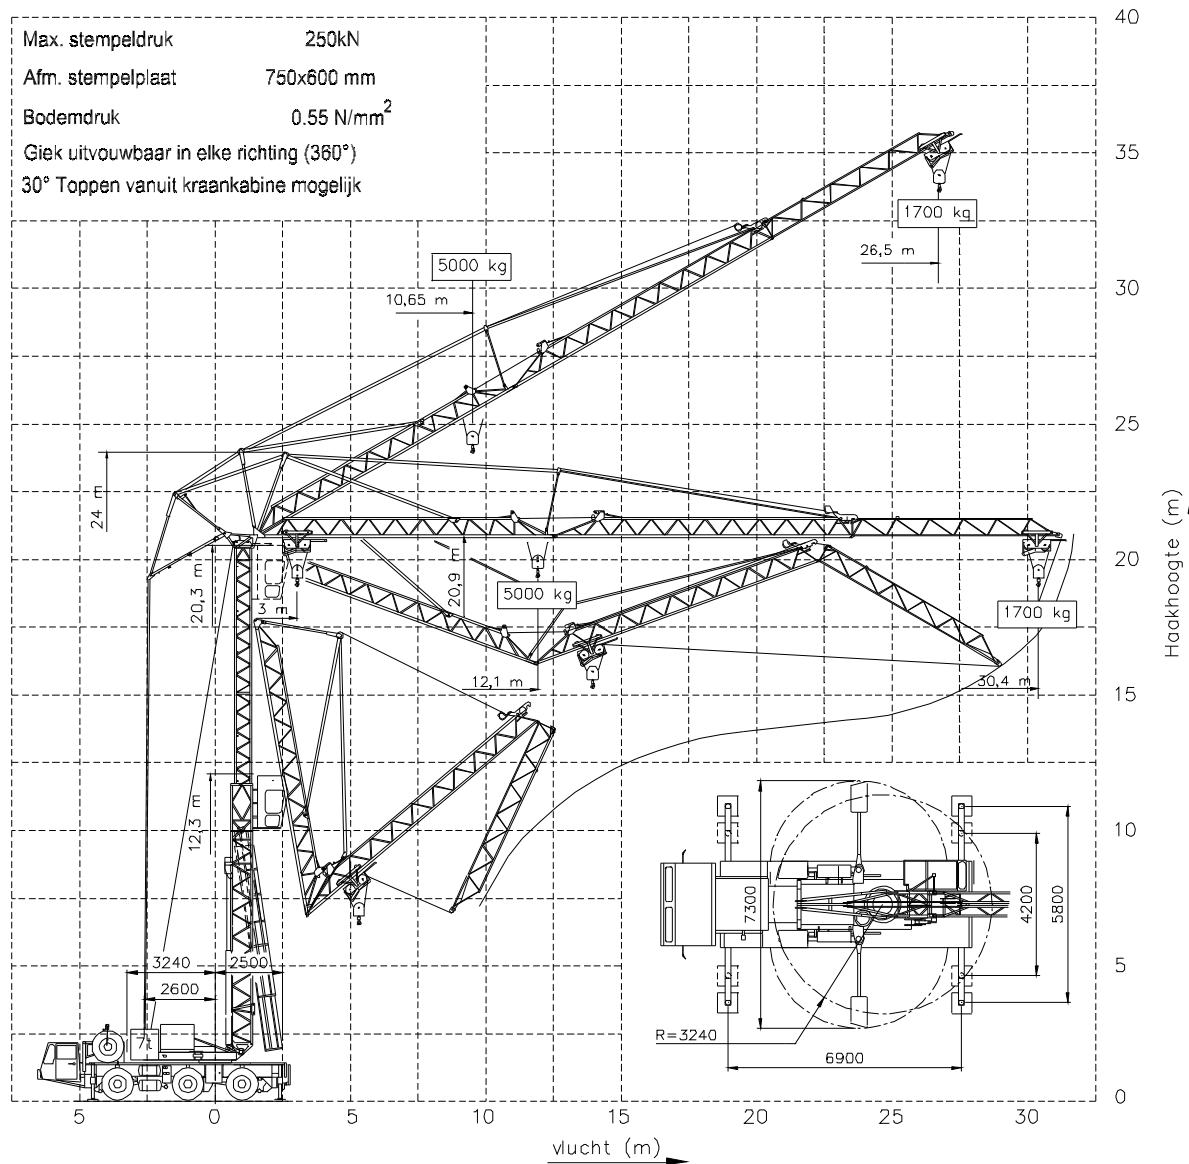 Max. stempeldruk 250kN
Afm. stempelplaat 750x600 mm
Bodemdruk 0.55 N/mm²
Giek uitvouwbaar in elke richting (360°)
30° Toppen vanuit kraankabine mogelijk
40
35
30
25
20
15
10
5
0
Haakhoogte (m)
1700 kg
26,5 m
5000 kg
10,65 m
24 m
20,3 m
3 m
20,9 m
5000 kg
1700 kg
12,1 m
30,4 m
12,3 m
3240
2500
2600
7t
7300
4200
5800
R=3240
6900
5
0
5
10
15
20
25
30
vlucht (m)